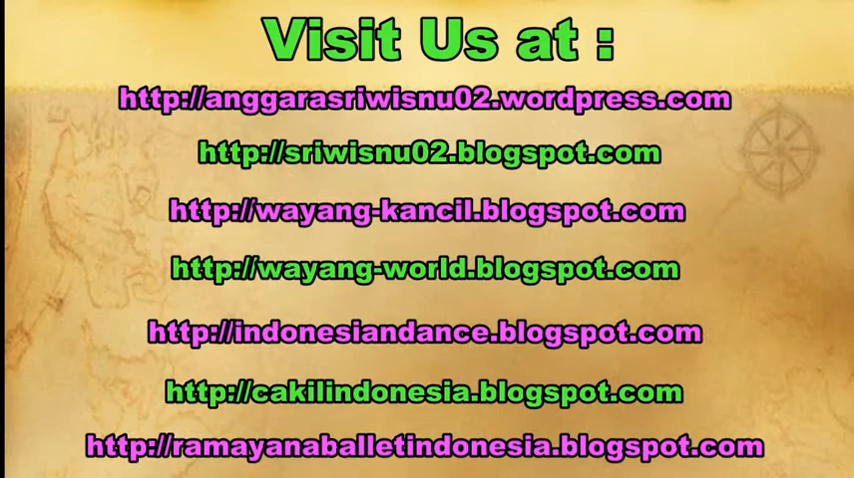 Visit Us at :
http://anggarasriwisnu02.wordpress.com
http://sriwisnu02.blogspot.com
http://wayang-kancil.blogspot.com
http://wayang-world.blogspot.com
http://indonesiandance.blogspot.com
http://cakilindonesia.blogspot.com
http://ramayanaballetindonesia.blogspot.com